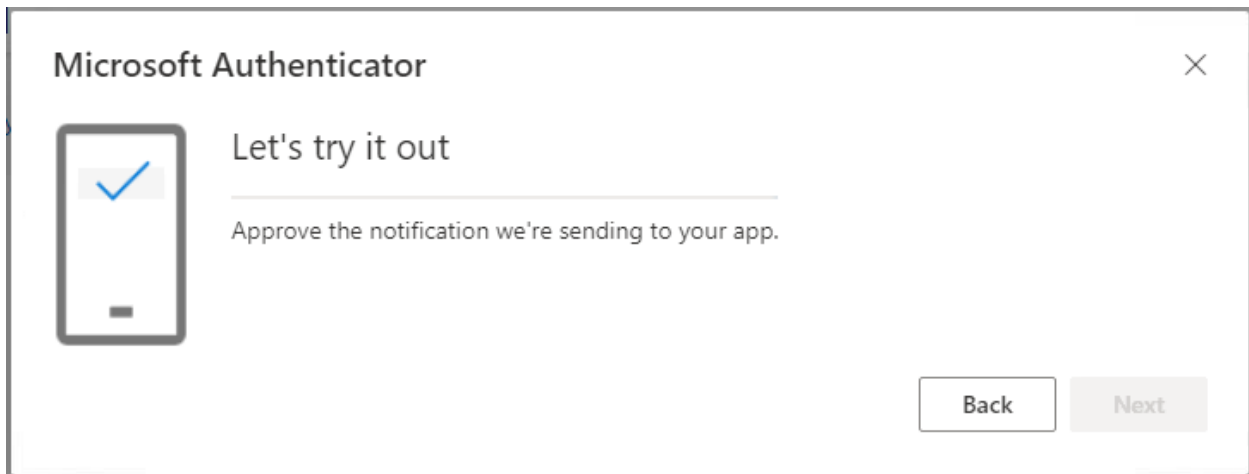 Microsoft Authenticator
Let's try it out
Approve the notification we're sending to your app.
Back
Next